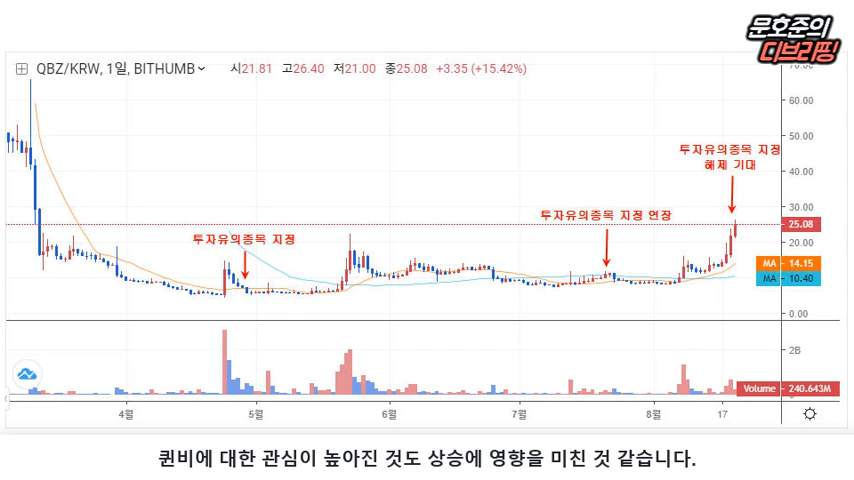 문호준의
디브리핑
QBZ/KRW, 1일, BITHUMB 시21.81 고26.40 저21.00 종25.08 +3.35 (+15.42%)
60.00
50.00
40.00
30.00
25.08
20.00
MA 14.15
MA 10.40
0.00
투자유의종목 지정
투자유의종목 지정 연장
투자유의종목 지정
해제 기대
2B
Volume 240.643M
4월 5월 6월 7월 8월 17
퀸비에 대한 관심이 높아진 것도 상승에 영향을 미친 것 같습니다.